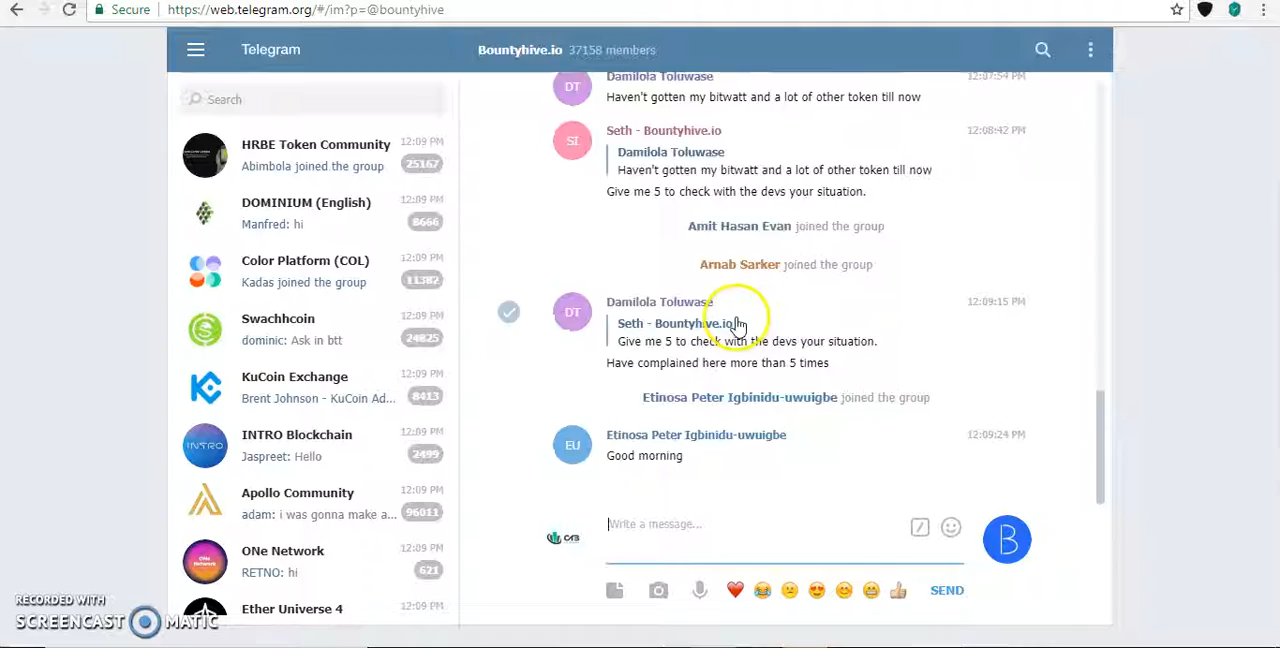 Secure https://web.telegram.org/#/im?p=@bountyhive
Telegram
Bountyhive.io 37158 members
Search
HRBE Token Community 12:09 PM
Abimbola joined the group 25167
DOMINIUM (English) 12:09 PM
Manfred: hi 8666
Color Platform (COL) 12:09 PM
Kadas joined the group 11382
Swachhcoin 12:09 PM
dominic: Ask in btt 24825
KuCoin Exchange 12:09 PM
Brent Johnson - KuCoin Ad... 8413
INTRO Blockchain 12:09 PM
INTRO
Jaspreet: Hello 2499
Apollo Community 12:09 PM
adam: i was gonna make a... 96011
ONe Network 12:09 PM
RETNO: hi 621
Ether Universe 4 12:09 PM
DT
Damilola Toluwase 12:07:54 PM
Haven't gotten my bitwatt and a lot of other token till now
SI
Seth - Bountyhive.io 12:08:42 PM
Damilola Toluwase
Haven't gotten my bitwatt and a lot of other token till now
Give me 5 to check with the devs your situation.
Amit Hasan Evan joined the group
Arnab Sarker joined the group
DT
Damilola Toluwase 12:09:15 PM
Seth - Bountyhive.io
Give me 5 to check with the devs your situation.
Have complained here more than 5 times
Etinosa Peter Igbinidu-uwuigbe joined the group
EU
Etinosa Peter Igbinidu-uwuigbe 12:09:24 PM
Good morning
Write a message...
B
SEND
RECORDED WITH
SCREENCAST MATIC